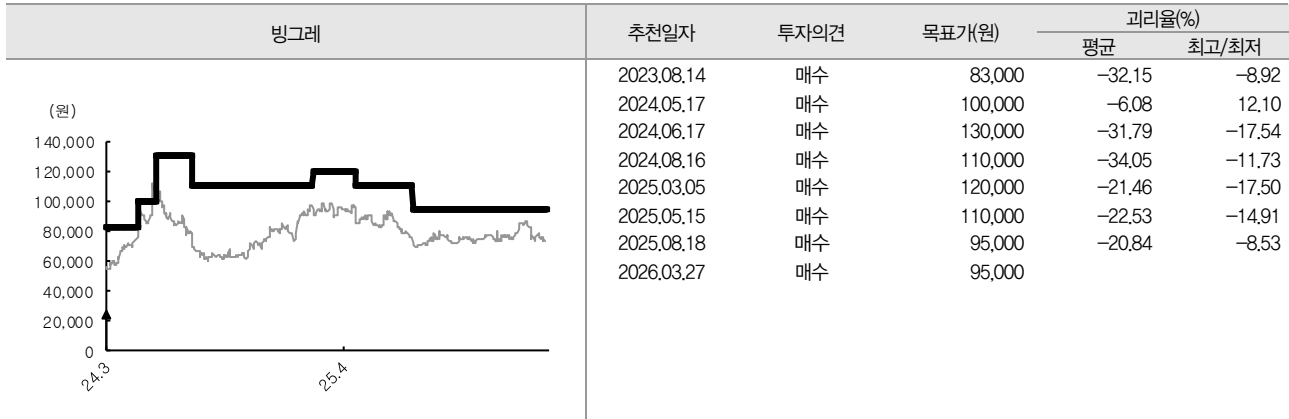 빙그레
추천일자 투자의견 목표가(원) 괴리율(%)
평균 최고/최저
2023.08.14 매수 83,000 −32.15 −8.92
2024.05.17 매수 100,000 −6.08 12.10
2024.06.17 매수 130,000 −31.79 −17.54
2024.08.16 매수 110,000 −34.05 −11.73
2025.03.05 매수 120,000 −21.46 −17.50
2025.05.15 매수 110,000 −22.53 −14.91
2025.08.18 매수 95,000 −20.84 −8.53
2026.03.27 매수 95,000
(원)
140,000
120,000
100,000
80,000
60,000
40,000
20,000
0
24.3 25.4